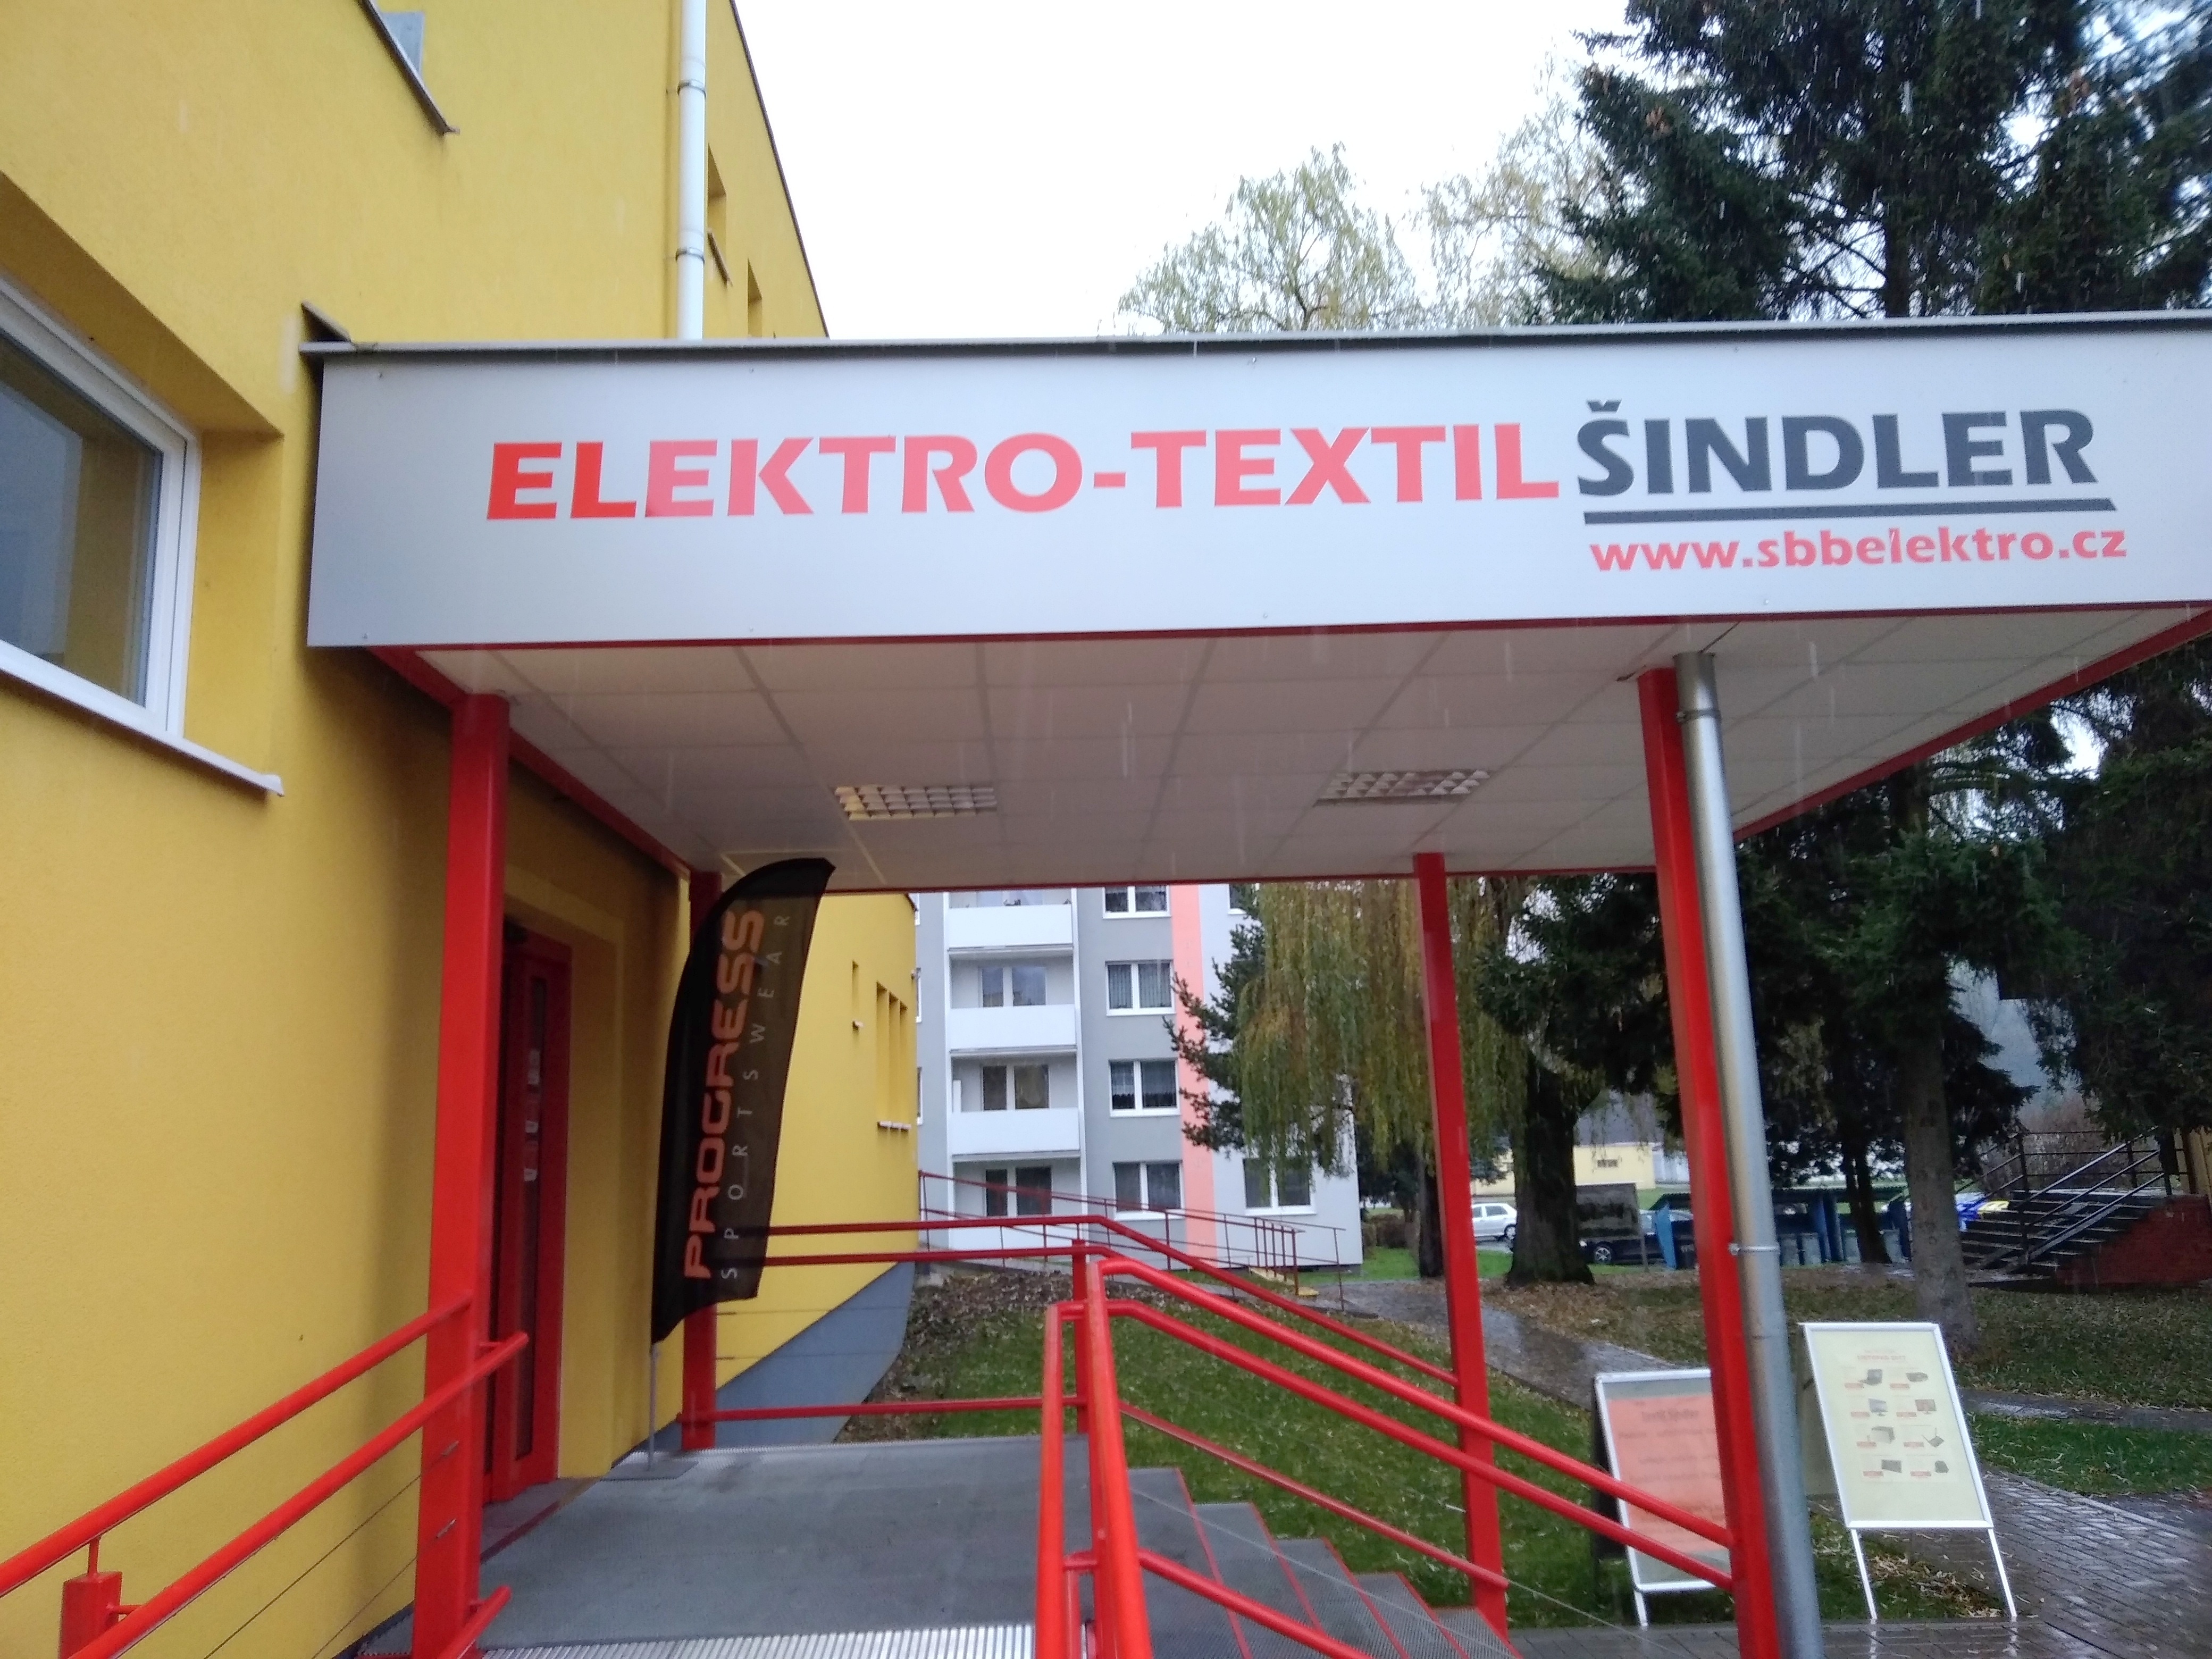 ELEKTRO-TEXTIL ŠINDLER
www.sbbelektro.cz
PROGRESS
SPORTSWEAR